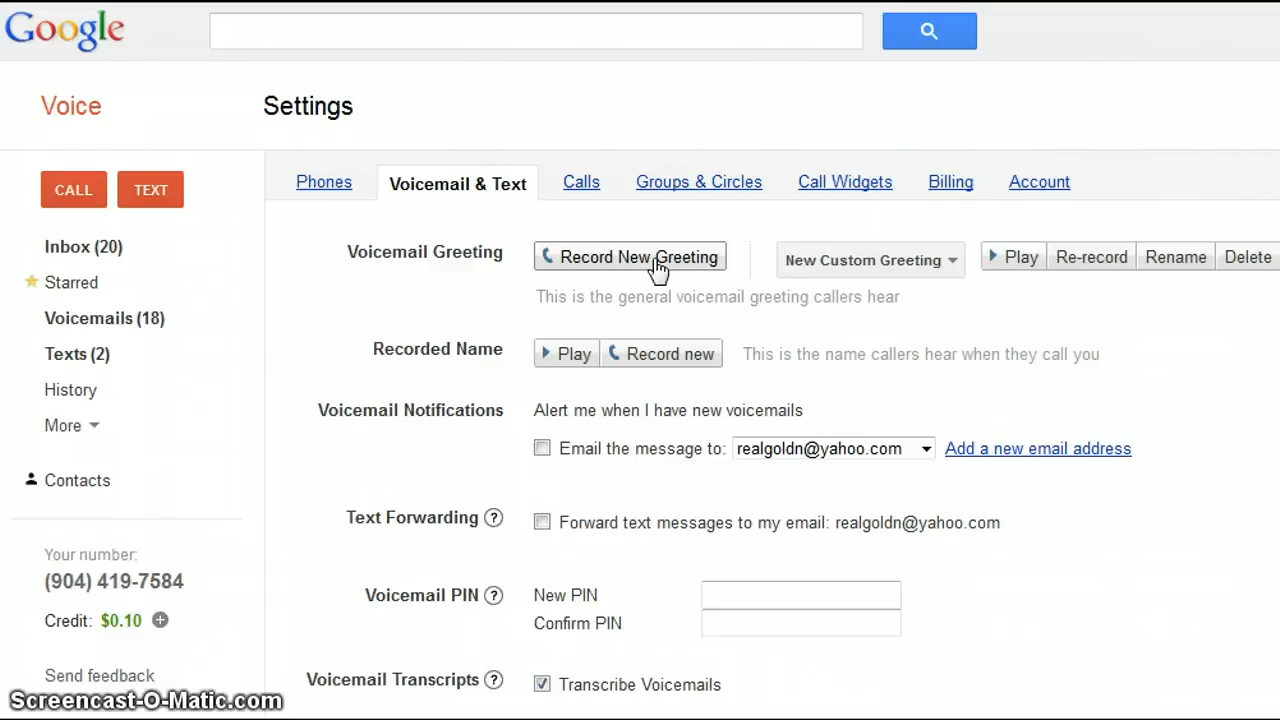 Google
Voice
Settings
CALL TEXT
Phones Voicemail & Text Calls Groups & Circles Call Widgets Billing Account
Inbox (20)
Starred
Voicemails (18)
Texts (2)
History
More
Contacts
Your number:
(904) 419-7584
Credit: $0.10
Send feedback
Voicemail Greeting Record New Greeting New Custom Greeting Play Re-record Rename Delete
This is the general voicemail greeting callers hear
Recorded Name Play Record new This is the name callers hear when they call you
Voicemail Notifications Alert me when I have new voicemails
Email the message to: realgoldn@yahoo.com Add a new email address
Text Forwarding ? Forward text messages to my email: realgoldn@yahoo.com
Voicemail PIN ? New PIN
Confirm PIN
Voicemail Transcripts ? Transcribe Voicemails
Screencast-O-Matic.com